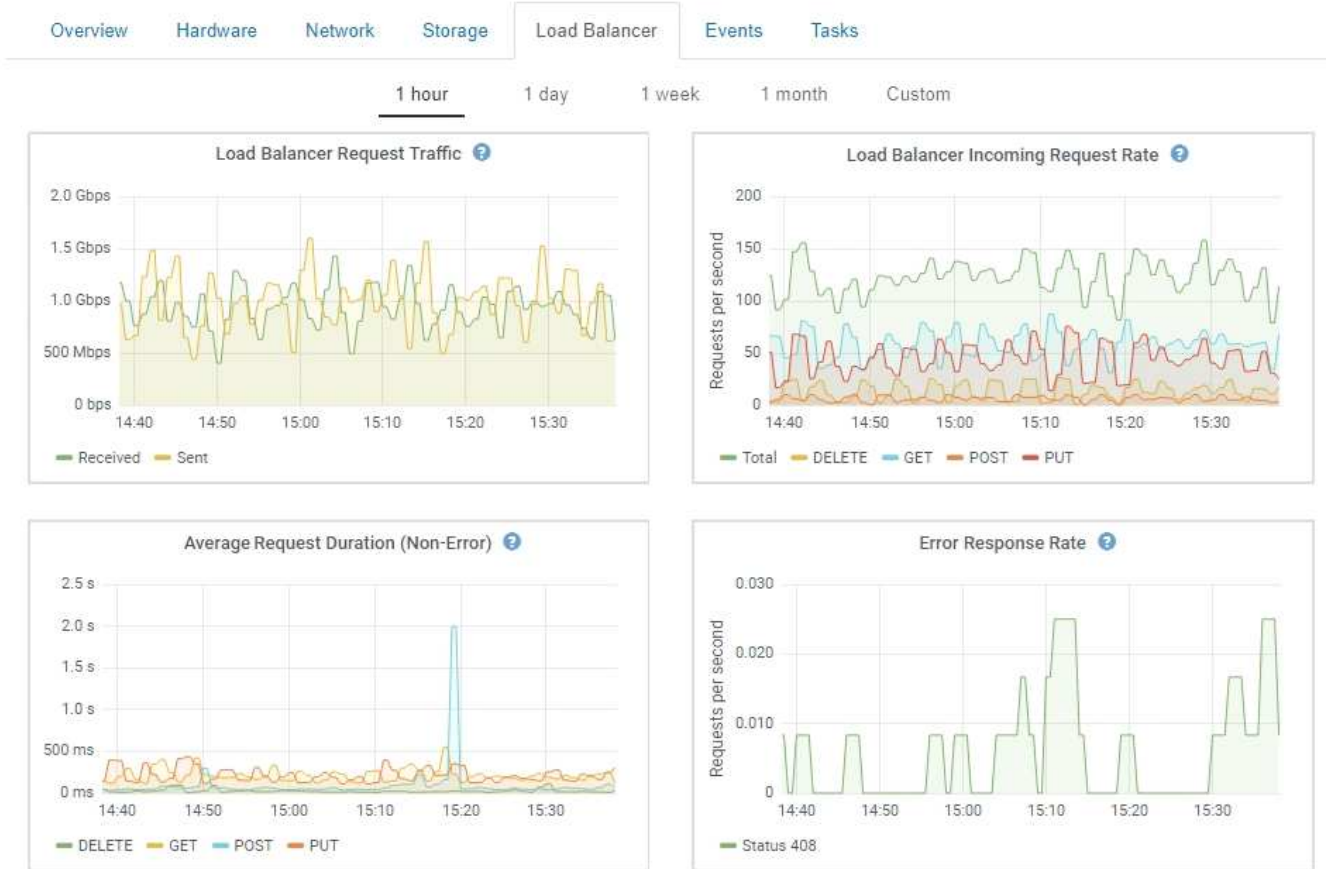 Overview Hardware Network Storage Load Balancer Events Tasks
1 hour 1 day 1 week 1 month Custom
Load Balancer Request Traffic ?
2.0 Gbps
1.5 Gbps
1.0 Gbps
500 Mbps
0 bps
14:40 14:50 15:00 15:10 15:20 15:30
Received Sent
Load Balancer Incoming Request Rate ?
Requests per second
200
150
100
50
0
14:40 14:50 15:00 15:10 15:20 15:30
Total DELETE GET POST PUT
Average Request Duration (Non-Error) ?
2.5 s
2.0 s
1.5 s
1.0 s
500 ms
0 ms
14:40 14:50 15:00 15:10 15:20 15:30
DELETE GET POST PUT
Error Response Rate ?
Requests per second
0.030
0.020
0.010
0
14:40 14:50 15:00 15:10 15:20 15:30
Status 408